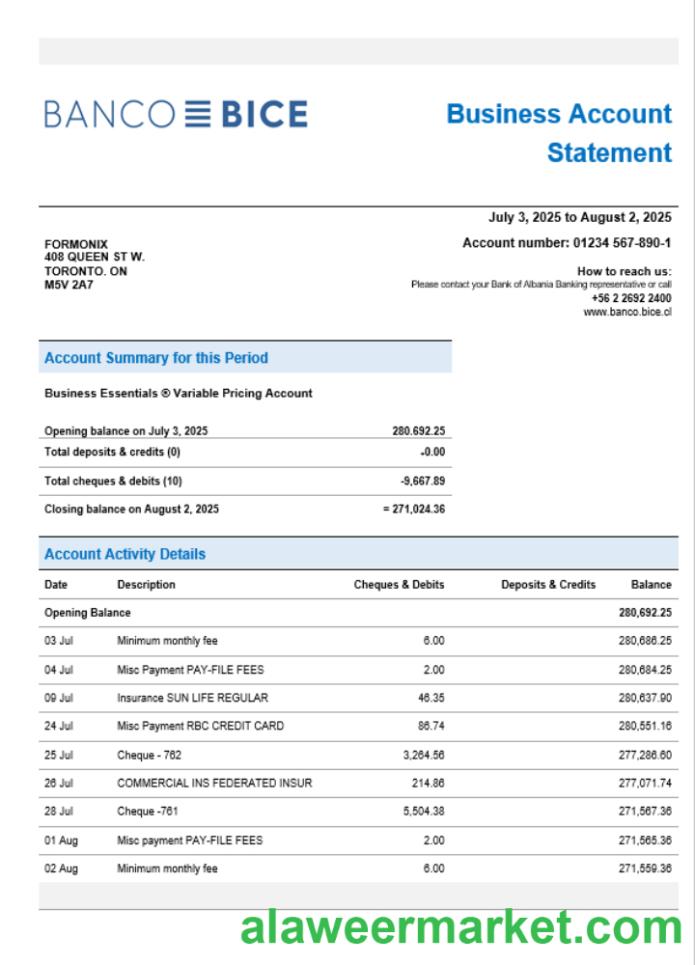 BANCO BICE
Business Account
Statement
July 3, 2025 to August 2, 2025
Account number: 01234 567-890-1
FORMONIX
408 QUEEN ST W.
TORONTO. ON
M5V 2A7
How to reach us:
Please contact your Bank of Albania Banking representative or call
+56 2 2692 2400
www.banco.bice.cl
Account Summary for this Period
Business Essentials ® Variable Pricing Account
Opening balance on July 3, 2025 280.692.25
Total deposits & credits (0) -0.00
Total cheques & debits (10) -9,667.89
Closing balance on August 2, 2025 = 271,024.36
Account Activity Details
Date Description Cheques & Debits Deposits & Credits Balance
Opening Balance 280,692.25
03 Jul Minimum monthly fee 6.00 280,686.25
04 Jul Misc Payment PAY-FILE FEES 2.00 280,684.25
09 Jul Insurance SUN LIFE REGULAR 46.35 280,637.90
24 Jul Misc Payment RBC CREDIT CARD 86.74 280,551.16
25 Jul Cheque - 762 3,264.56 277,286.60
26 Jul COMMERCIAL INS FEDERATED INSUR 214.86 277,071.74
28 Jul Cheque -761 5,504.38 271,567.36
01 Aug Misc payment PAY-FILE FEES 2.00 271,565.36
02 Aug Minimum monthly fee 6.00 271,559.36
alaweermarket.com